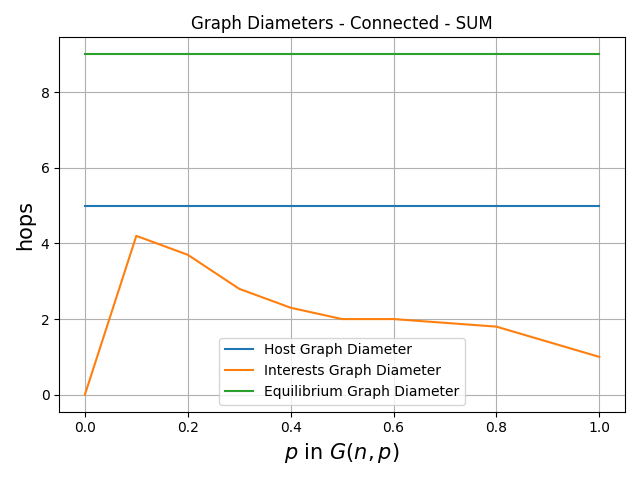 Graph Diameters - Connected - SUM
hops
8
6
4
2
0
Host Graph Diameter
Interests Graph Diameter
Equilibrium Graph Diameter
0.0 0.2 0.4 0.6 0.8 1.0
p in G(n, p)